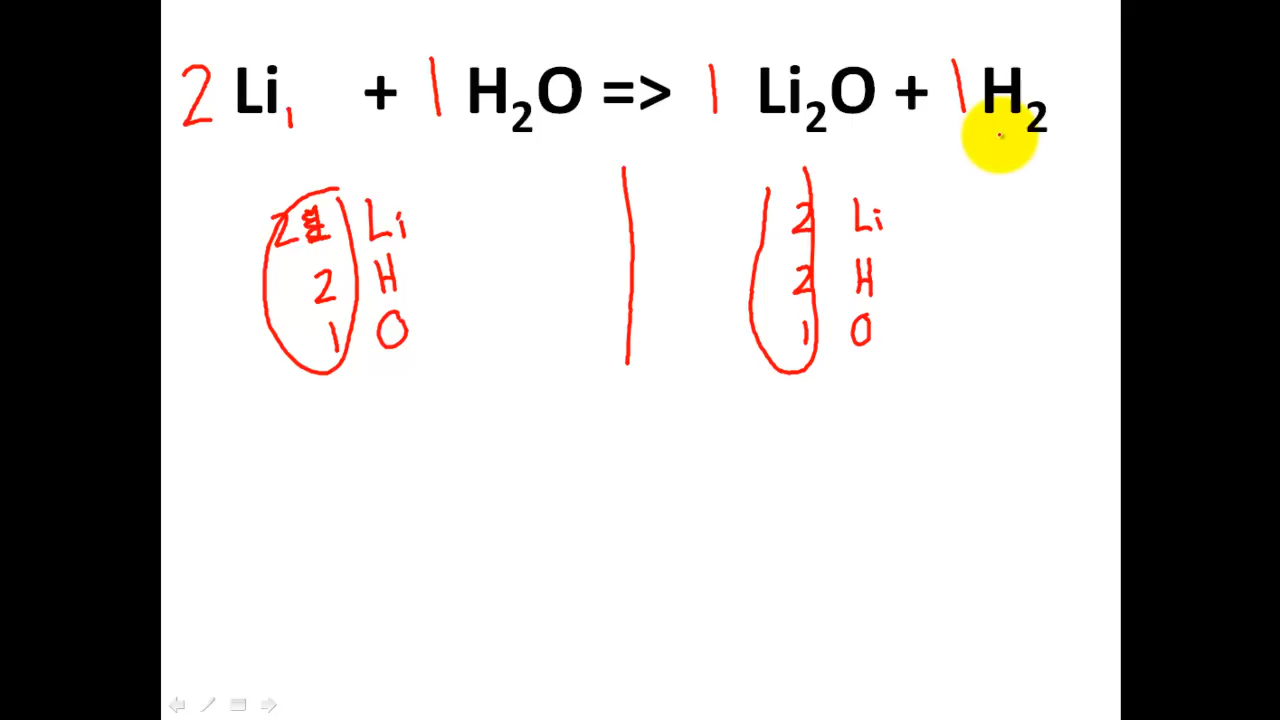 2 Li₁ + 1 H₂O => 1 Li₂O + 1 H₂
2 Li 2 Li
2 H 2 H
1 O 1 O